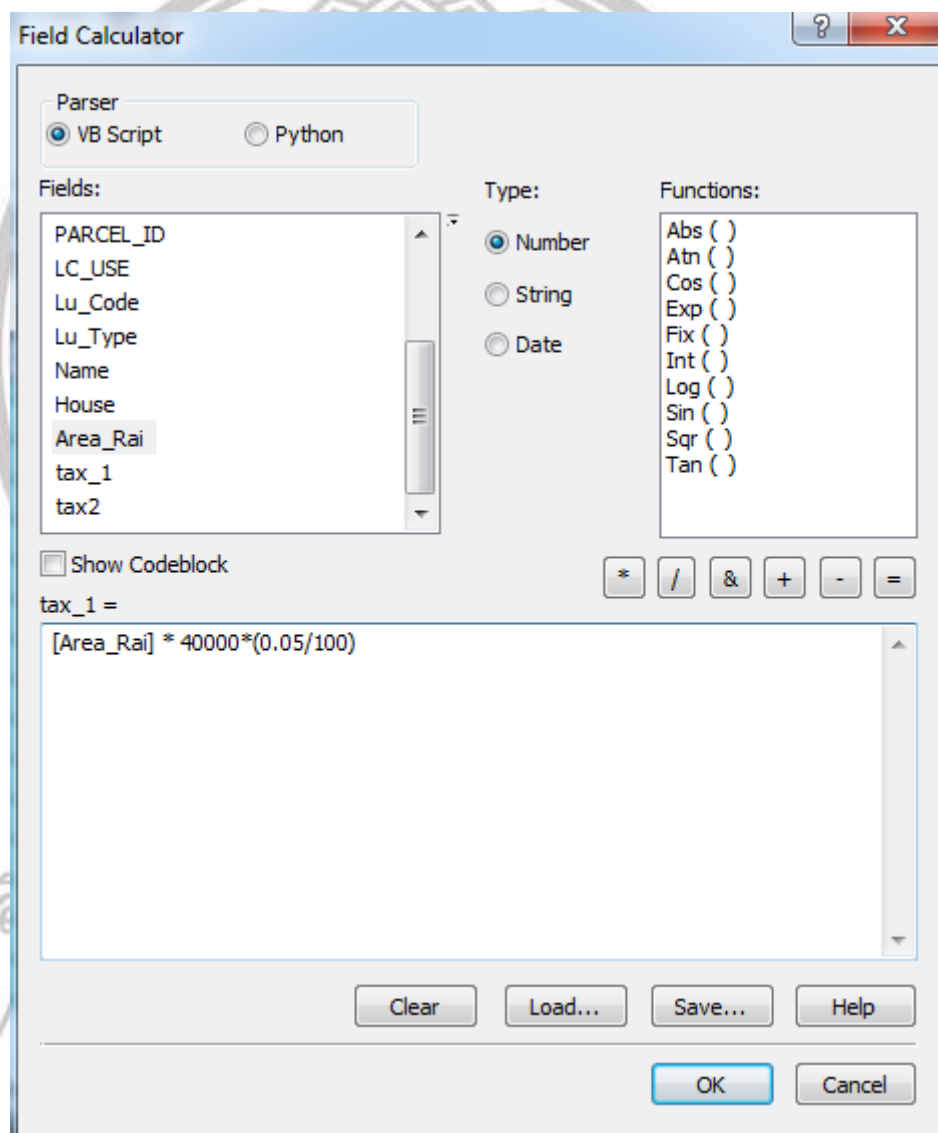 Field Calculator
Parser
VB Script Python
Fields: Type: Functions:
PARCEL_ID
LC_USE
Lu_Code
Lu_Type
Name
House
Area_Rai
tax_1
tax2
Number
String
Date
Abs ( )
Atn ( )
Cos ( )
Exp ( )
Fix ( )
Int ( )
Log ( )
Sin ( )
Sqr ( )
Tan ( )
Show Codeblock
* / & + - =
tax_1 =
[Area_Rai] * 40000*(0.05/100)
Clear Load... Save... Help
OK Cancel